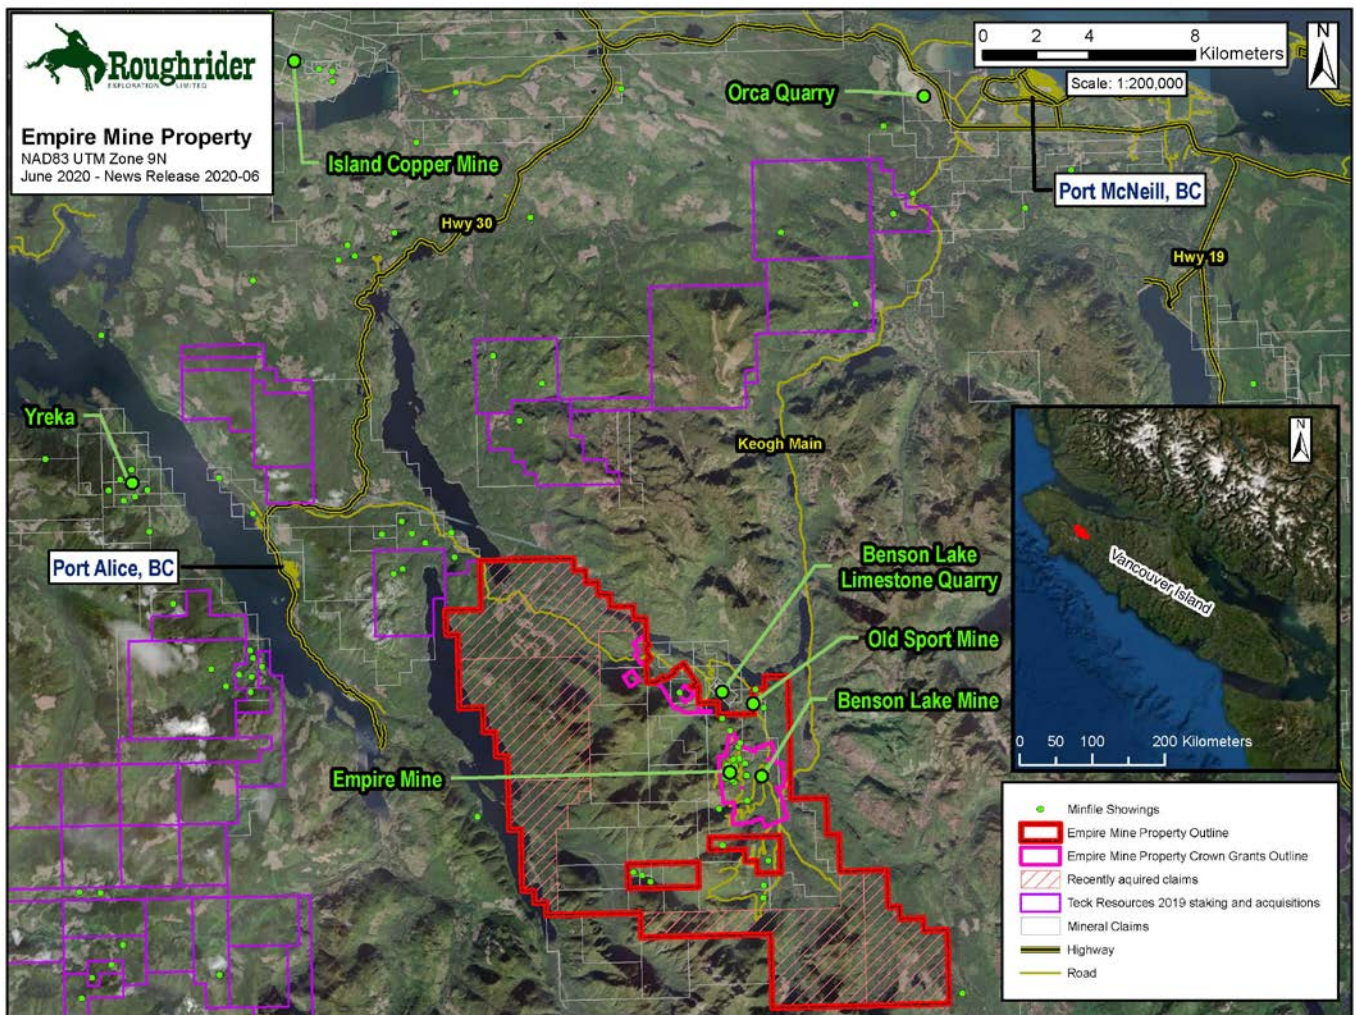 Roughrider
EXPLORATION LIMITED
Empire Mine Property
NAD83 UTM Zone 9N
June 2020 - News Release 2020-06
0 2 4 8
Kilometers
Scale: 1:200,000
N
Orca Quarry
Island Copper Mine
Port McNeill, BC
Hwy 30
Hwy 19
Yreka
Keogh Main
N
Vancouver Island
0 50 100 200 Kilometers
Port Alice, BC
Benson Lake
Limestone Quarry
Old Sport Mine
Benson Lake Mine
Empire Mine
Minfile Showings
Empire Mine Property Outline
Empire Mine Property Crown Grants Outline
Recently aquired claims
Teck Resources 2019 staking and acquisitions
Mineral Claims
Highway
Road